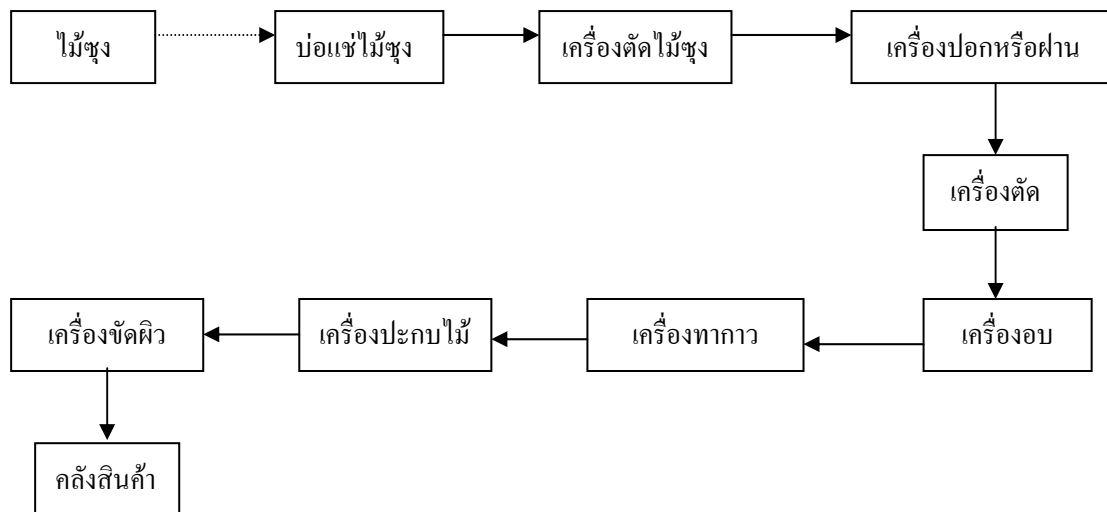 ไม้ซุง
บ่อแช่ไม้ซุง
เครื่องตัดไม้ซุง
เครื่องปอกหรือฝาน
เครื่องตัด
เครื่องอบ
เครื่องทากาว
เครื่องประกบไม้
เครื่องขัดผิว
คลังสินค้า